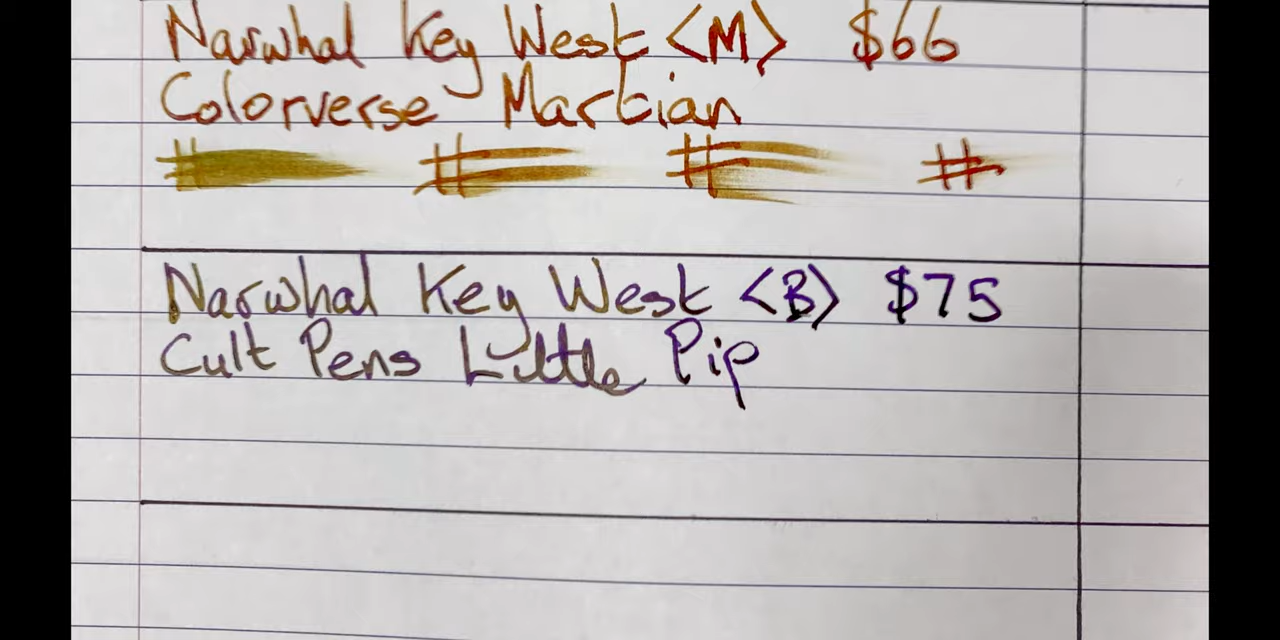 Narwhal Key West <M> $66
Colorverse Martian
# # # #
Narwhal Key West <B> $75
Cult Pens Little Pip